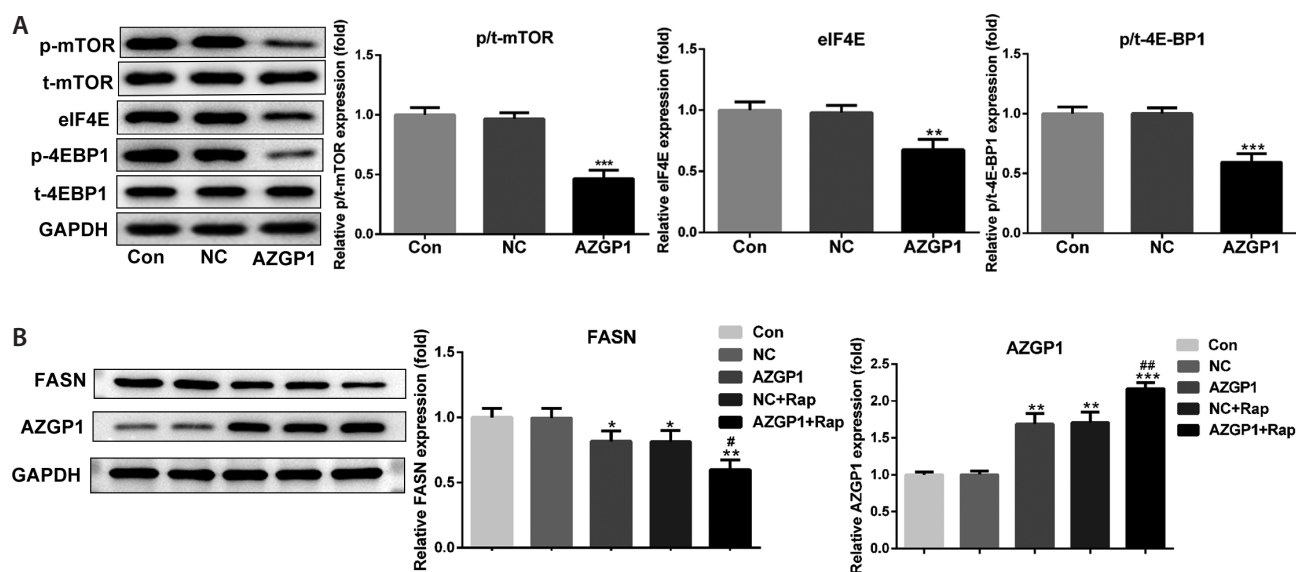 A
p-mTOR
t-mTOR
eIF4E
p-4EBP1
t-4EBP1
GAPDH
Con NC AZGP1
p/t-mTOR
Relative p/t-mTOR expression (fold)
1.5
1.0
0.5
0.0
***
Con NC AZGP1
eIF4E
Relative eIF4E expression (fold)
1.5
1.0
0.5
0.0
**
Con NC AZGP1
p/t-4E-BP1
Relative p/t-4E-BP1 expression (fold)
1.5
1.0
0.5
0.0
***
Con NC AZGP1
B
FASN
AZGP1
GAPDH
FASN
Relative FASN expression (fold)
1.5
1.0
0.5
0.0
*
*
#
**
Con
NC
AZGP1
NC+Rap
AZGP1+Rap
AZGP1
Relative AZGP1 expression (fold)
2.5
2.0
1.5
1.0
0.5
0.0
**
**
##
***
Con
NC
AZGP1
NC+Rap
AZGP1+Rap